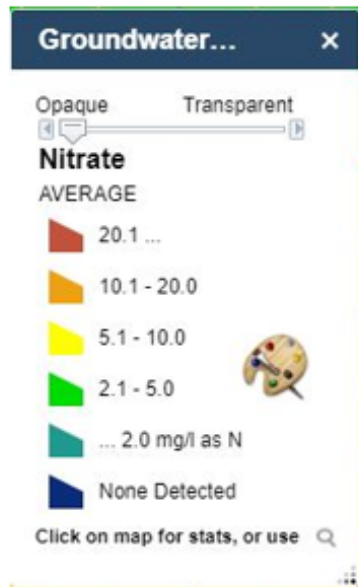 Groundwater... ×
Opaque Transparent
Nitrate
AVERAGE
20.1 ...
10.1 - 20.0
5.1 - 10.0
2.1 - 5.0
... 2.0 mg/l as N
None Detected
Click on map for stats, or use